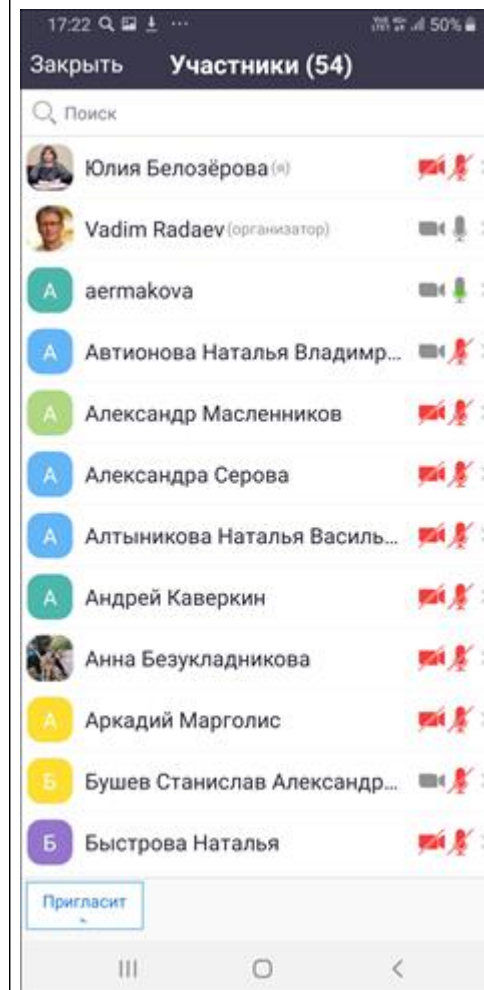 17:22
50%
Закрыть Участники (54)
Поиск
Юлия Белозёрова (я)
Vadim Radaev (организатор)
А aermakova
А Автионова Наталья Владимр...
А Александр Масленников
А Александра Серова
А Алтыникова Наталья Василь...
А Андрей Каверкин
Анна Безукладникова
А Аркадий Марголис
Б Бушев Станислав Александр...
Б Быстрова Наталья
Пригласит